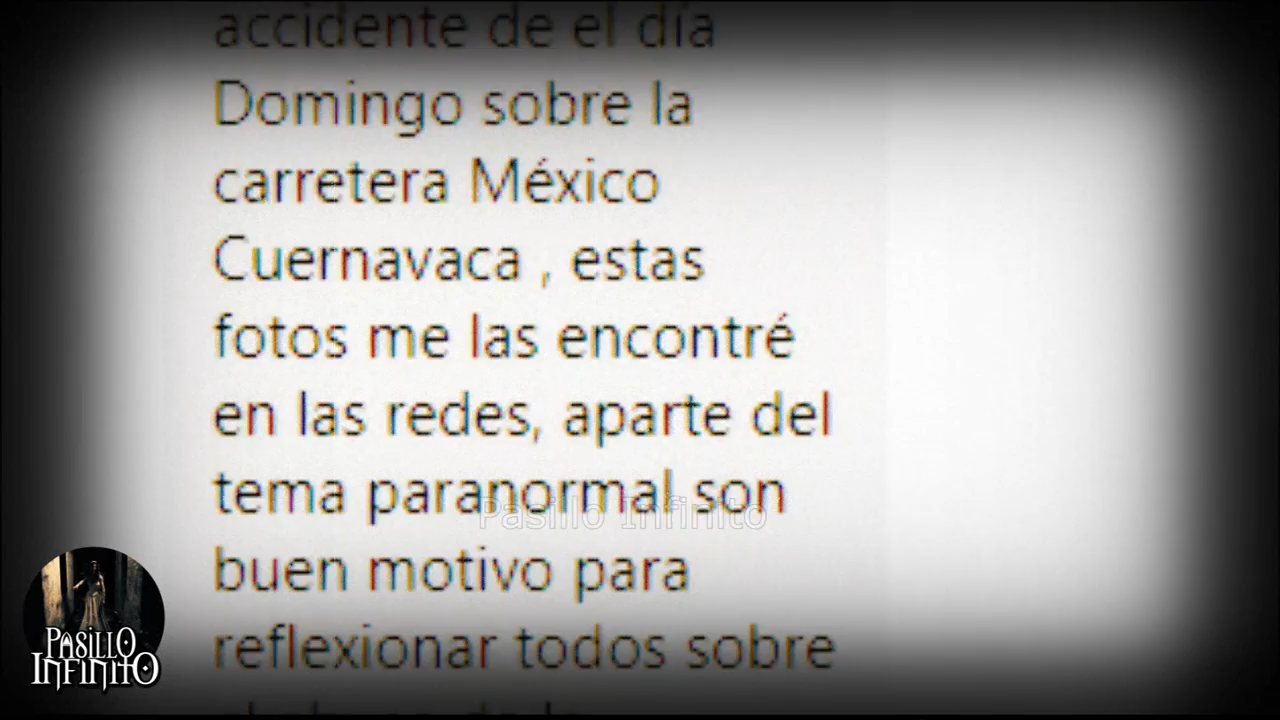 accidente de el día
Domingo sobre la
carretera México
Cuernavaca , estas
fotos me las encontré
en las redes, aparte del
tema paranormal son
Pasillo Infinito
buen motivo para
reflexionar todos sobre
PASILLO
INFINITO